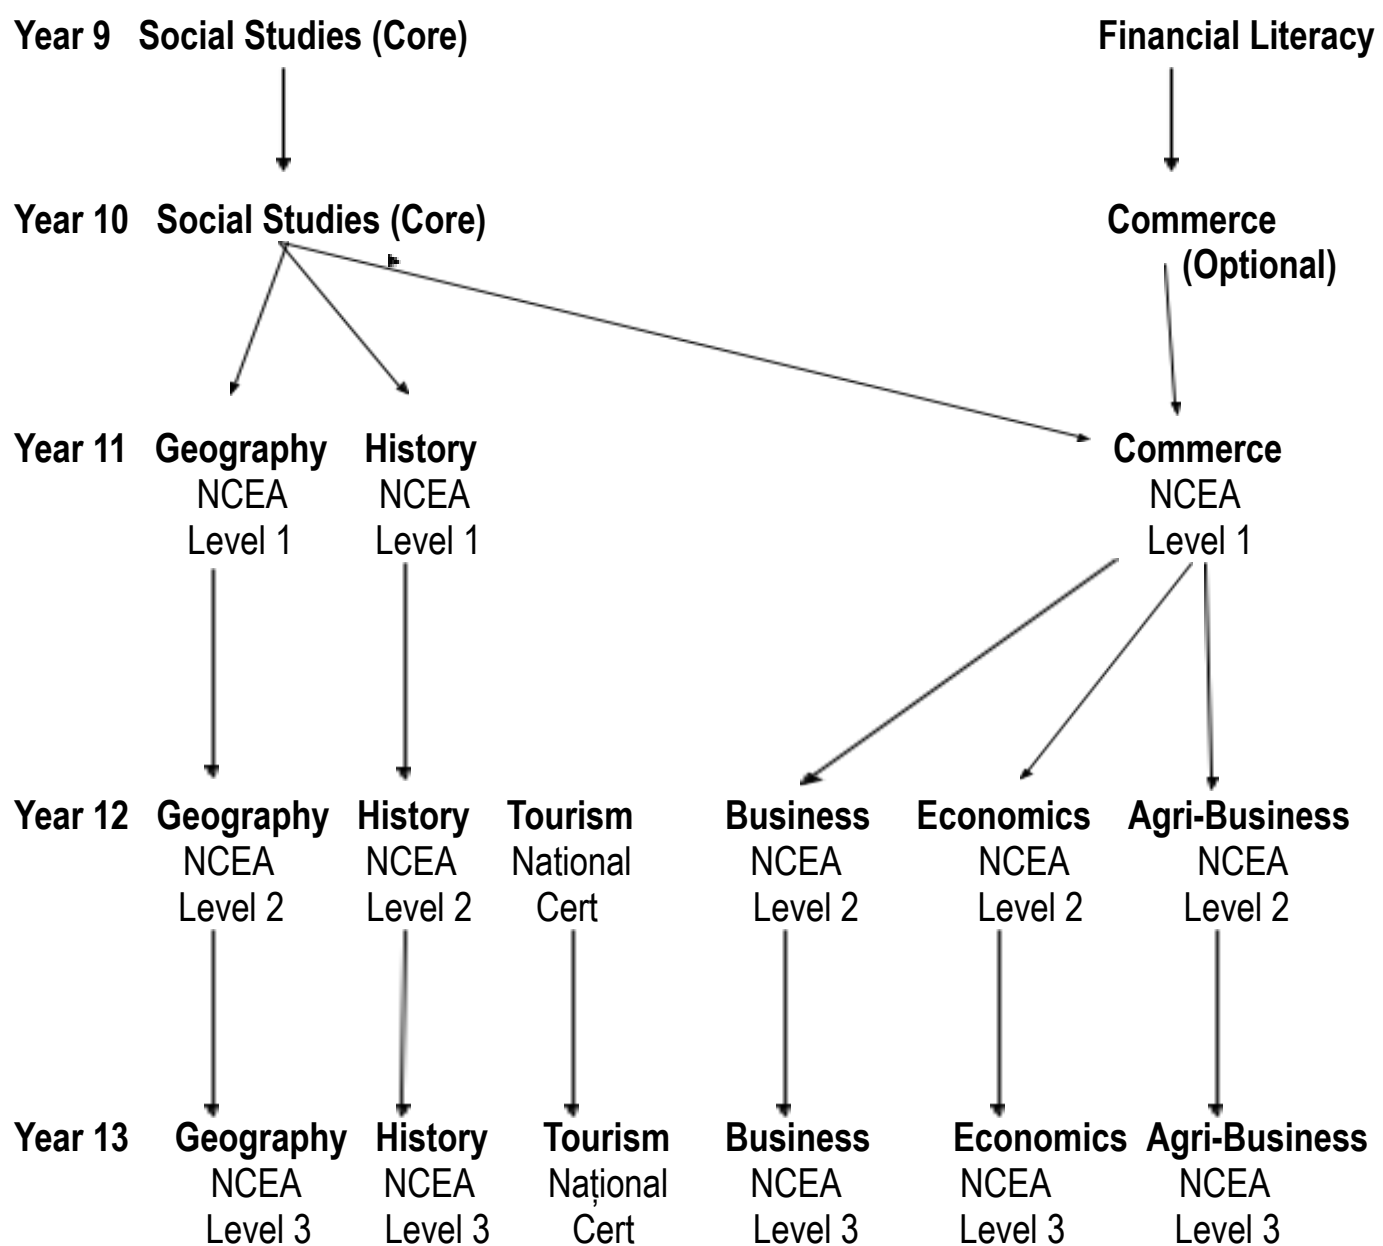 Year 9 Social Studies (Core) Financial Literacy
Year 10 Social Studies (Core) Commerce
(Optional)
Year 11 Geography History Commerce
NCEA NCEA NCEA
Level 1 Level 1 Level 1
Year 12 Geography History Tourism Business Economics Agri-Business
NCEA NCEA National NCEA NCEA NCEA
Level 2 Level 2 Cert Level 2 Level 2 Level 2
Year 13 Geography History Tourism Business Economics Agri-Business
NCEA NCEA National NCEA NCEA NCEA
Level 3 Level 3 Cert Level 3 Level 3 Level 3